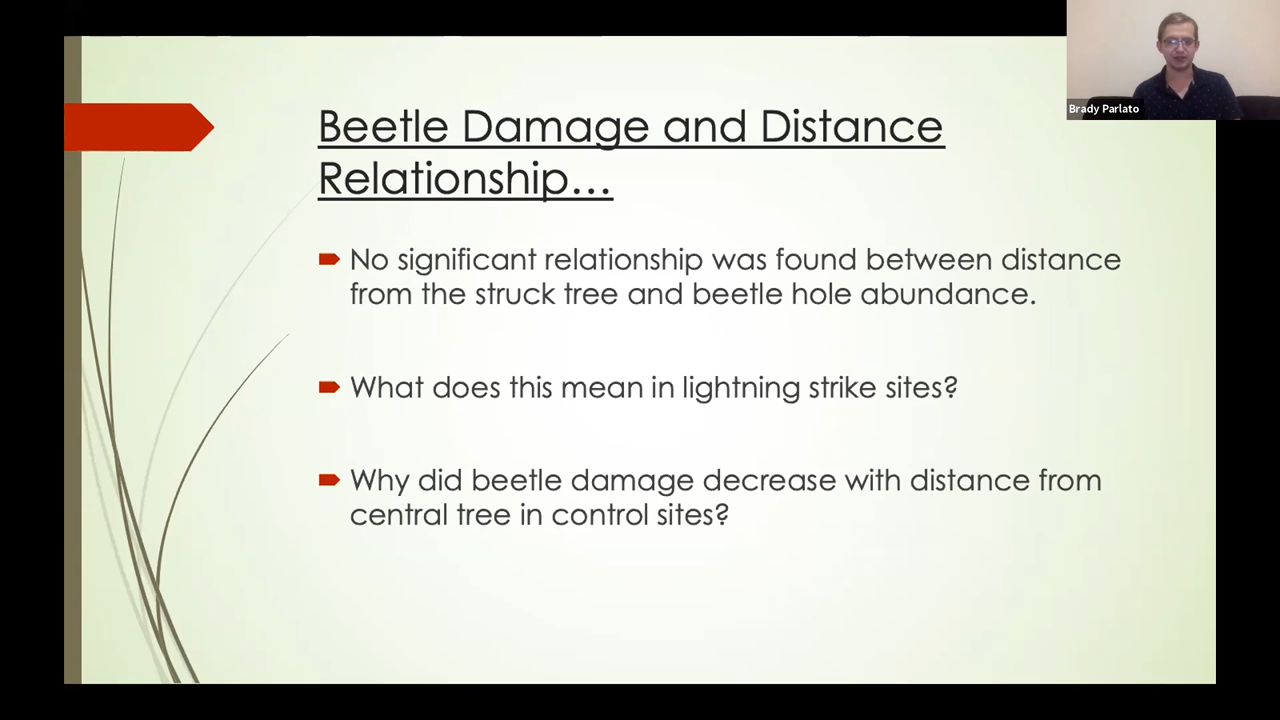 Brady Parlato
Beetle Damage and Distance
Relationship…
No significant relationship was found between distance
from the struck tree and beetle hole abundance.
What does this mean in lightning strike sites?
Why did beetle damage decrease with distance from
central tree in control sites?